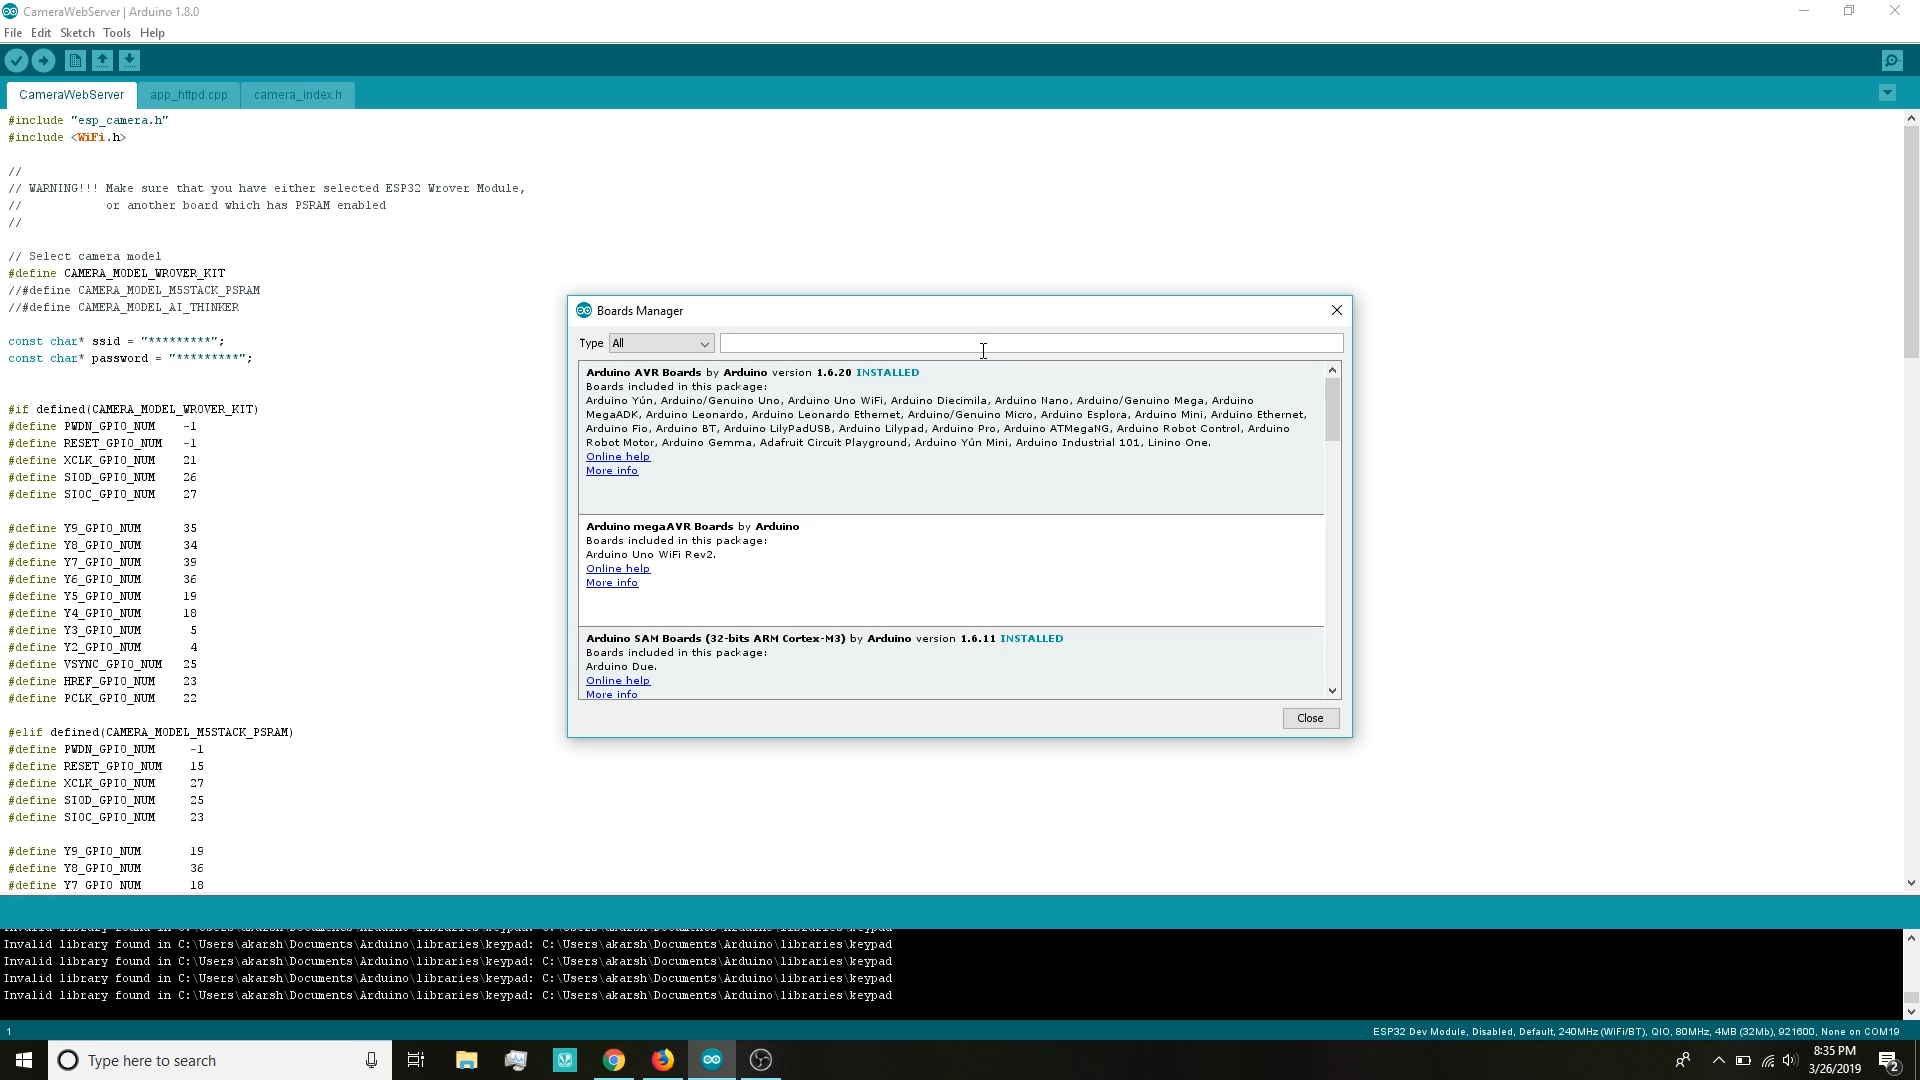 CameraWebServer | Arduino 1.8.0
File Edit Sketch Tools Help
CameraWebServer app_httpd.cpp camera_index.h
#include "esp_camera.h"
#include <WiFi.h>
//
// WARNING!!! Make sure that you have either selected ESP32 Wrover Module,
// or another board which has PSRAM enabled
//
// Select camera model
#define CAMERA_MODEL_WROVER_KIT
//#define CAMERA_MODEL_M5STACK_PSRAM
//#define CAMERA_MODEL_AI_THINKER
const char* ssid = "*********";
const char* password = "*********";
#if defined(CAMERA_MODEL_WROVER_KIT)
#define PWDN_GPIO_NUM -1
#define RESET_GPIO_NUM -1
#define XCLK_GPIO_NUM 21
#define SIOD_GPIO_NUM 26
#define SIOC_GPIO_NUM 27
#define Y9_GPIO_NUM 35
#define Y8_GPIO_NUM 34
#define Y7_GPIO_NUM 39
#define Y6_GPIO_NUM 36
#define Y5_GPIO_NUM 19
#define Y4_GPIO_NUM 18
#define Y3_GPIO_NUM 5
#define Y2_GPIO_NUM 4
#define VSYNC_GPIO_NUM 25
#define HREF_GPIO_NUM 23
#define PCLK_GPIO_NUM 22
#elif defined(CAMERA_MODEL_M5STACK_PSRAM)
#define PWDN_GPIO_NUM -1
#define RESET_GPIO_NUM 15
#define XCLK_GPIO_NUM 27
#define SIOD_GPIO_NUM 25
#define SIOC_GPIO_NUM 23
#define Y9_GPIO_NUM 19
#define Y8_GPIO_NUM 36
#define Y7_GPIO_NUM 18
Boards Manager
Type All
Arduino AVR Boards by Arduino version 1.6.20 INSTALLED
Boards included in this package:
Arduino Yún, Arduino/Genuino Uno, Arduino Uno WiFi, Arduino Diecimila, Arduino Nano, Arduino/Genuino Mega, Arduino
MegaADK, Arduino Leonardo, Arduino Leonardo Ethernet, Arduino/Genuino Micro, Arduino Esplora, Arduino Mini, Arduino Ethernet,
Arduino Fio, Arduino BT, Arduino LilyPadUSB, Arduino Lilypad, Arduino Pro, Arduino ATMegaNG, Arduino Robot Control, Arduino
Robot Motor, Arduino Gemma, Adafruit Circuit Playground, Arduino Yún Mini, Arduino Industrial 101, Linino One.
Online help
More info
Arduino megaAVR Boards by Arduino
Boards included in this package:
Arduino Uno WiFi Rev2.
Online help
More info
Arduino SAM Boards (32-bits ARM Cortex-M3) by Arduino version 1.6.11 INSTALLED
Boards included in this package:
Arduino Due.
Online help
More info
Close
Invalid library found in C:\Users\akarsh\Documents\Arduino\libraries\keypad: C:\Users\akarsh\Documents\Arduino\libraries\keypad
Invalid library found in C:\Users\akarsh\Documents\Arduino\libraries\keypad: C:\Users\akarsh\Documents\Arduino\libraries\keypad
Invalid library found in C:\Users\akarsh\Documents\Arduino\libraries\keypad: C:\Users\akarsh\Documents\Arduino\libraries\keypad
Invalid library found in C:\Users\akarsh\Documents\Arduino\libraries\keypad: C:\Users\akarsh\Documents\Arduino\libraries\keypad
Invalid library found in C:\Users\akarsh\Documents\Arduino\libraries\keypad: C:\Users\akarsh\Documents\Arduino\libraries\keypad
1 ESP32 Dev Module, Disabled, Default, 240MHz (WiFi/BT), QIO, 80MHz, 4MB (32Mb), 921600, None on COM19
Type here to search
8:35 PM
3/26/2019
2